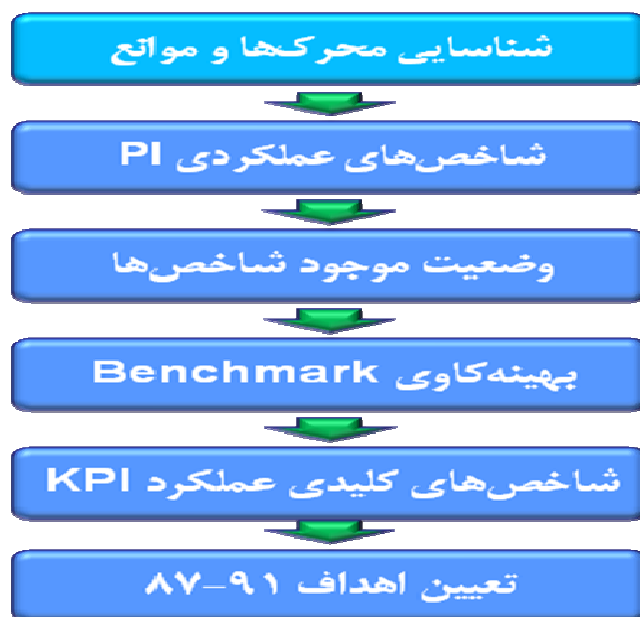 شناسایی محرک‌ها و موانع
شاخص‌های عملکردی PI
وضعیت موجود شاخص‌ها
بهینه‌کاوی Benchmark
شاخص‌های کلیدی عملکرد KPI
تعیین اهداف ۹۱-۸۷